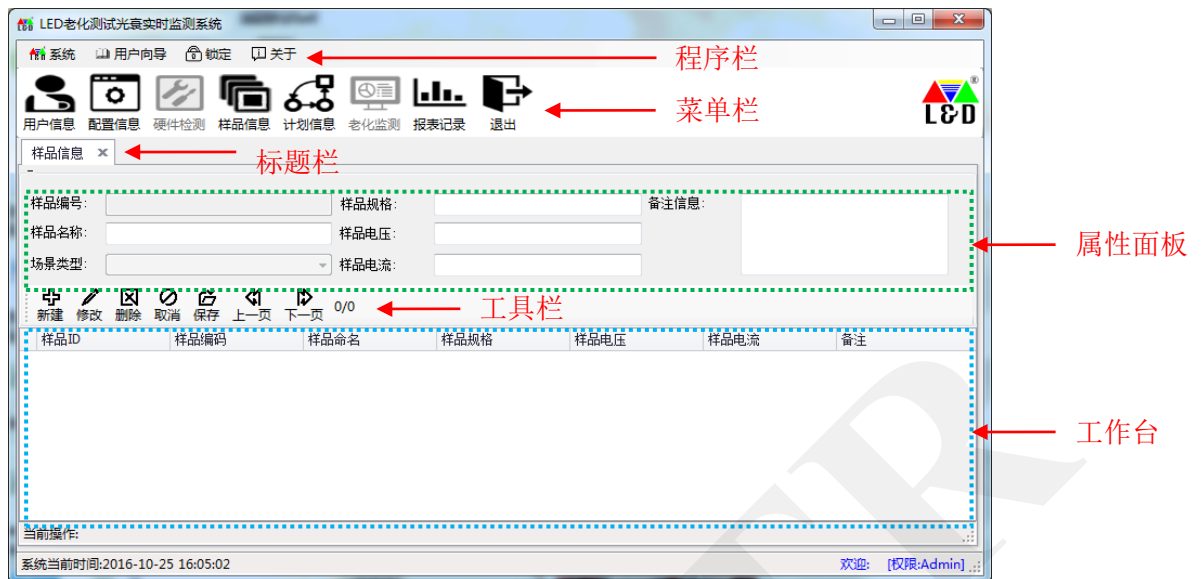 LED老化测试光衰实时监测系统
系统 用户向导 锁定 关于 程序栏
用户信息 配置信息 硬件检测 样品信息 计划信息 老化监测 报表记录 退出 菜单栏
L&D ®
样品信息 × 标题栏
样品编号: 样品规格: 备注信息:
样品名称: 样品电压:
属性面板
场景类型: 样品电流:
新建 修改 删除 取消 保存 上一页 下一页 0/0 工具栏
样品ID 样品编码 样品命名 样品规格 样品电压 样品电流 备注
工作台
当前操作:
系统当前时间:2016-10-25 16:05:02 欢迎: [权限:Admin]